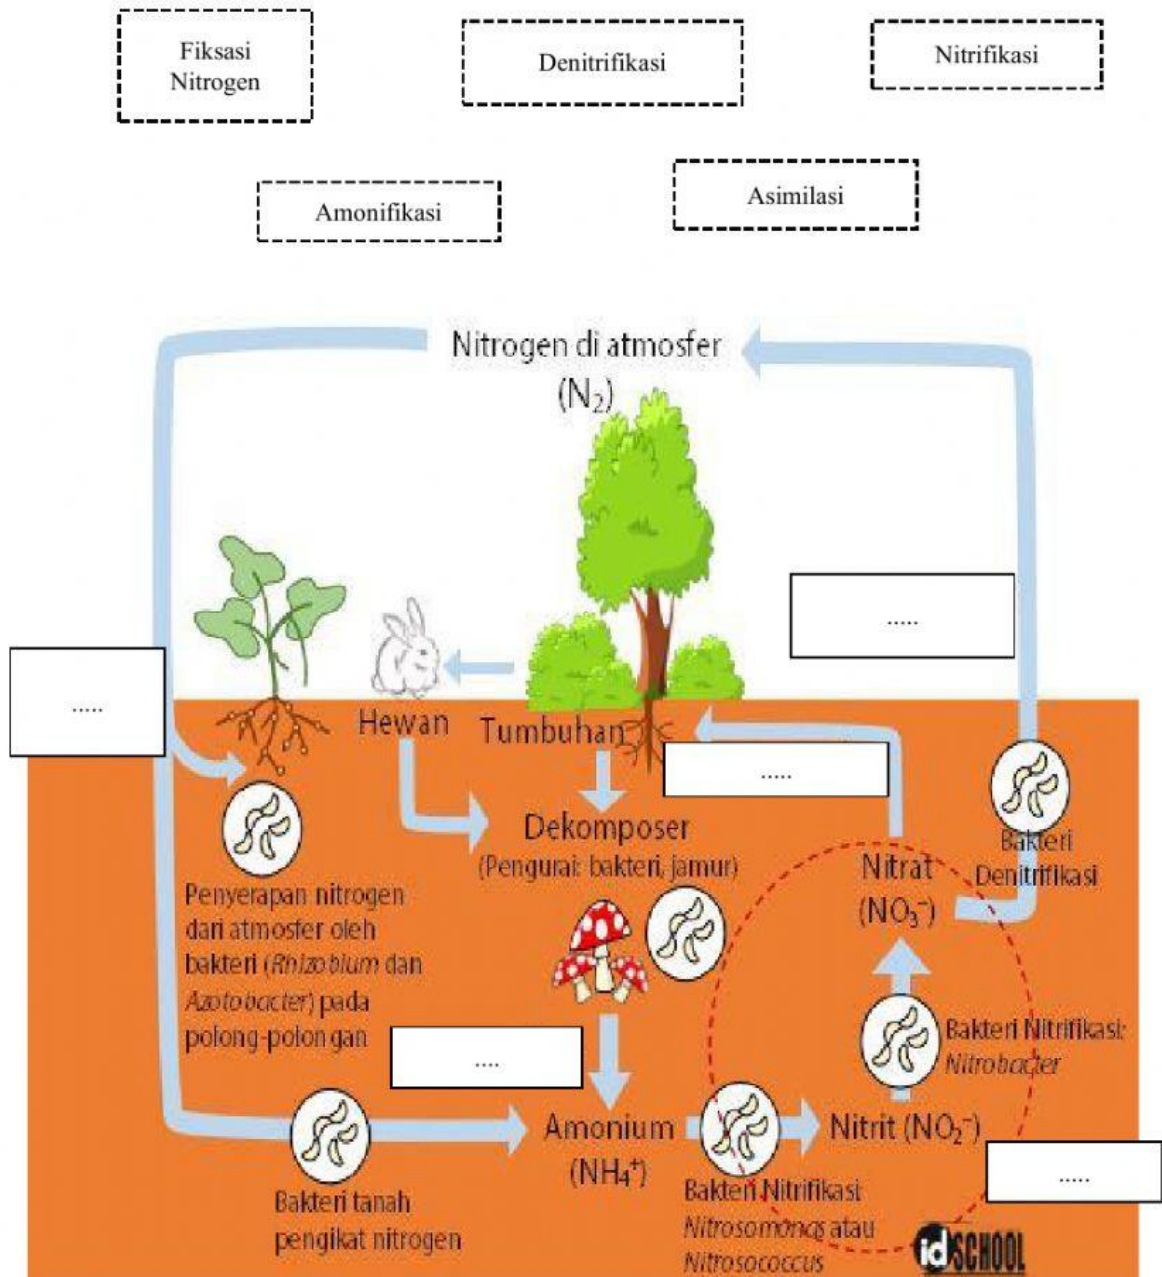 Fiksasi
Nitrogen
Denitrifikasi
Nitrifikasi
Amonifikasi
Asimilasi
Nitrogen di atmosfer
(N₂)
.....
.....
Hewan
Tumbuhan
.....
Dekomposer
(Pengurai: bakteri, jamur)
Nitrat
(NO₃⁻)
Bakteri
Denitrifikasi
Penyerapan nitrogen
dari atmosfer oleh
bakteri (Rhizobium dan
Azotobacter) pada
polong-polongan
....
Bakteri Nitrifikasi:
Nitrobacter
Amonium
(NH₄⁺)
Nitrit (NO₂⁻)
.....
Bakteri tanah
pengikat nitrogen
Bakteri Nitrifikasi:
Nitrosomonas atau
Nitrosococcus
idSCHOOL